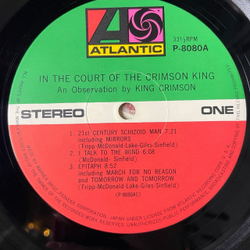 33⅓RPM
P-8080A
ATLANTIC
IN THE COURT OF THE CRIMSON KING
An Observation by KING CRIMSON
STEREO
ONE
1. 21st CENTURY SCHIZOID MAN 7:21
including MIRRORS
(Fripp-McDonald-Lake-Giles-Sinfield)
2. I TALK TO THE WIND 6:08
(McDonald-Sinfield)
3. EPITAPH 8:52
including MARCH FOR NO REASON
and TOMORROW AND TOMORROW
(Fripp-McDonald-Lake-Giles-Sinfield)
(P-8080A1)